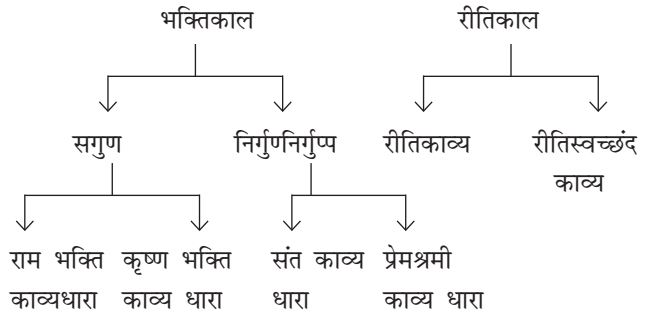 भक्तिकाल
रीतिकाल
सगुण
निर्गुणनिर्गुप्प
रीतिकाव्य
रीतिस्वच्छंद
काव्य
राम भक्ति
काव्यधारा
कृष्ण भक्ति
काव्य धारा
संत काव्य
धारा
प्रेमश्रमी
काव्य धारा